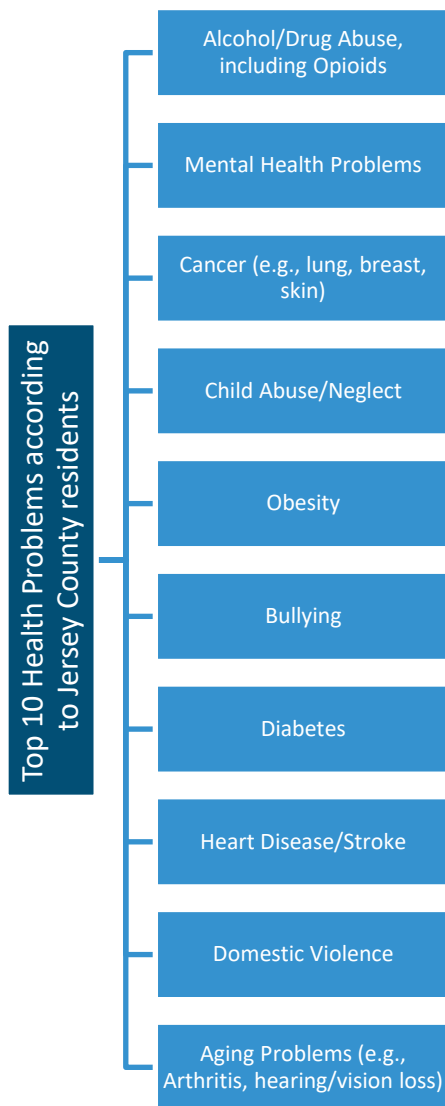 Top 10 Health Problems according
to Jersey County residents
Alcohol/Drug Abuse,
including Opioids
Mental Health Problems
Cancer (e.g., lung, breast,
skin)
Child Abuse/Neglect
Obesity
Bullying
Diabetes
Heart Disease/Stroke
Domestic Violence
Aging Problems (e.g.,
Arthritis, hearing/vision loss)